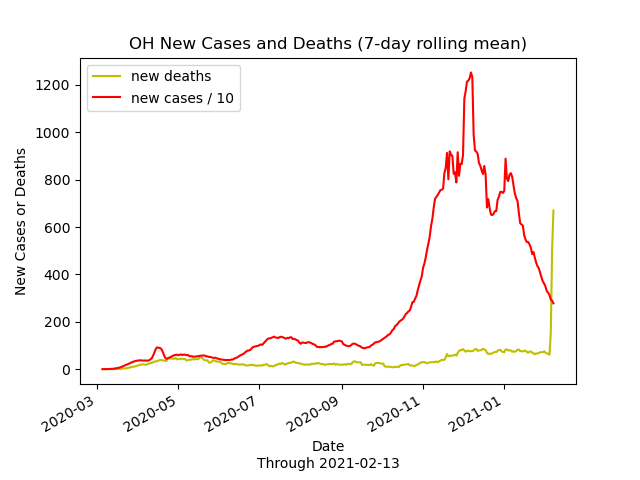 OH New Cases and Deaths (7-day rolling mean)
new deaths
new cases / 10
1200
1000
800
600
400
200
0
New Cases or Deaths
2020-03
2020-05
2020-07
2020-09
2020-11
2021-01
Date
Through 2021-02-13